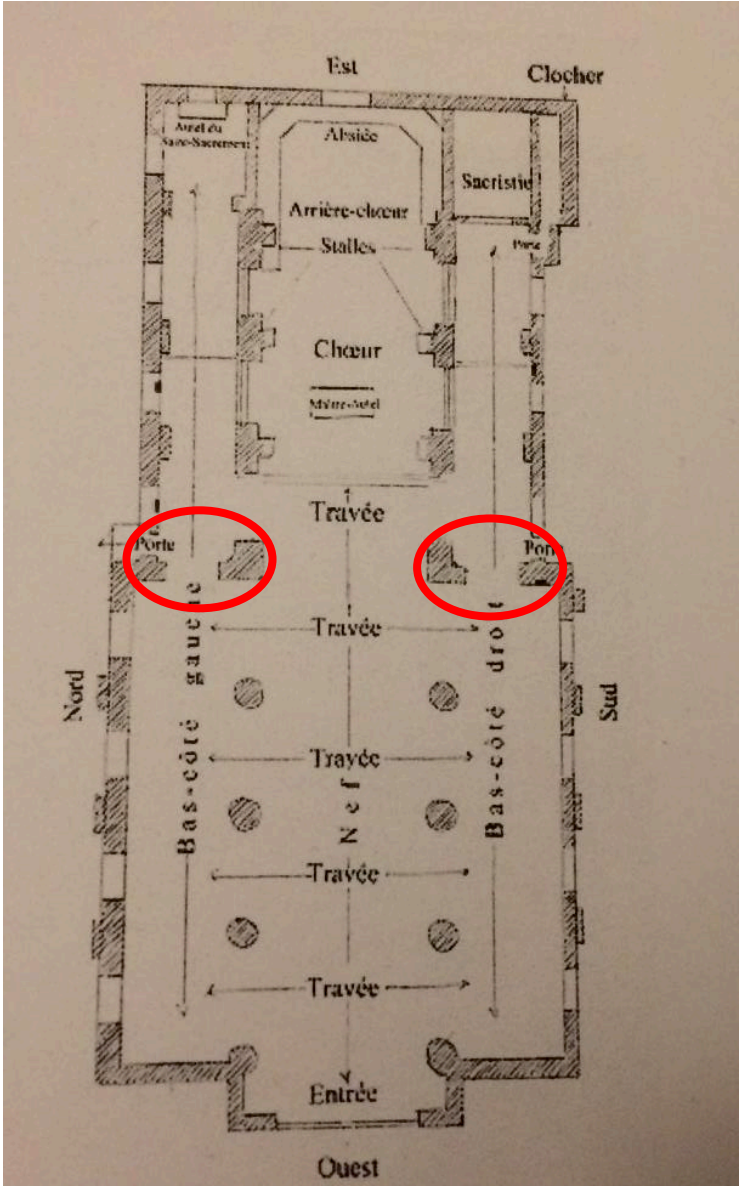 Est
Clocher
Autel du
Saint-Sacrement
Abside
Sacristie
Arrière-chœur
Porte
Stalles
Chœur
Maître-Autel
Travée
Porte
Porte
Travée
Bas-côté gauche
Bas-côté droit
Nord
Sud
Travée
Nef
Travée
Travée
Entrée
Ouest